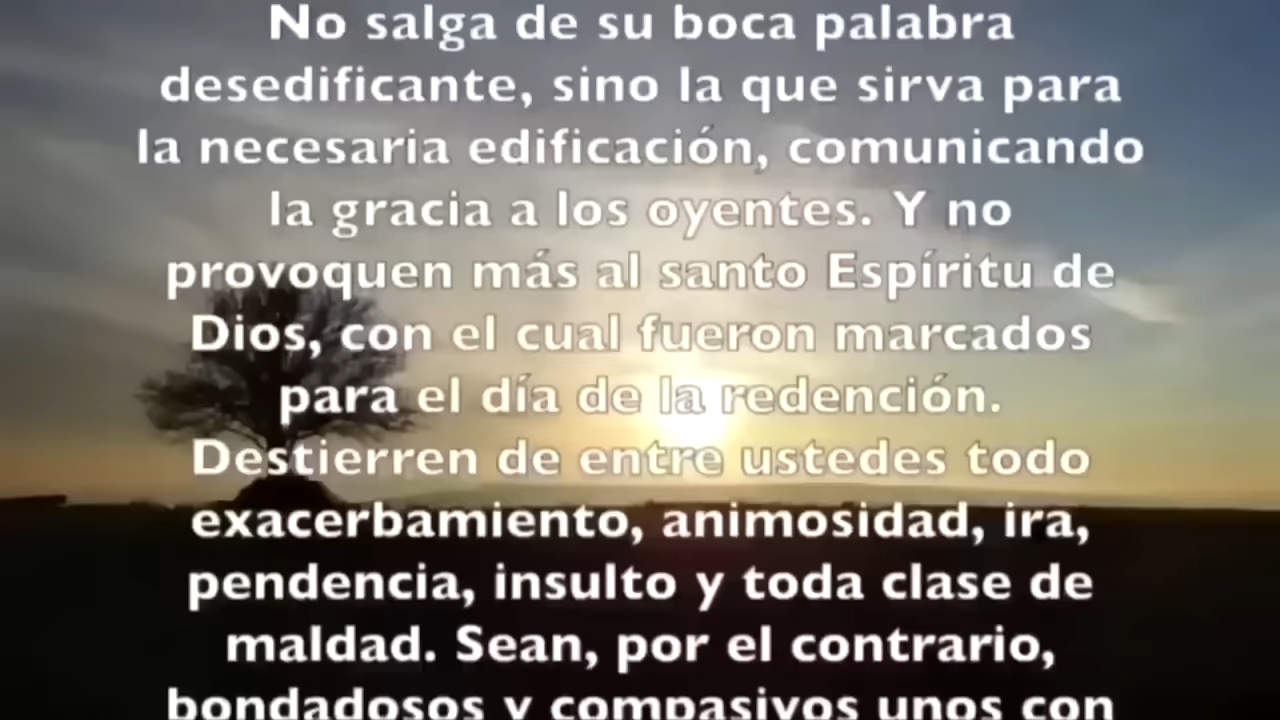 No salga de su boca palabra
desedificante, sino la que sirva para
la necesaria edificación, comunicando
la gracia a los oyentes. Y no
provoquen más al santo Espíritu de
Dios, con el cual fueron marcados
para el día de la redención.
Destierren de entre ustedes todo
exacerbamiento, animosidad, ira,
pendencia, insulto y toda clase de
maldad. Sean, por el contrario,
bondadosos y compasivos unos con